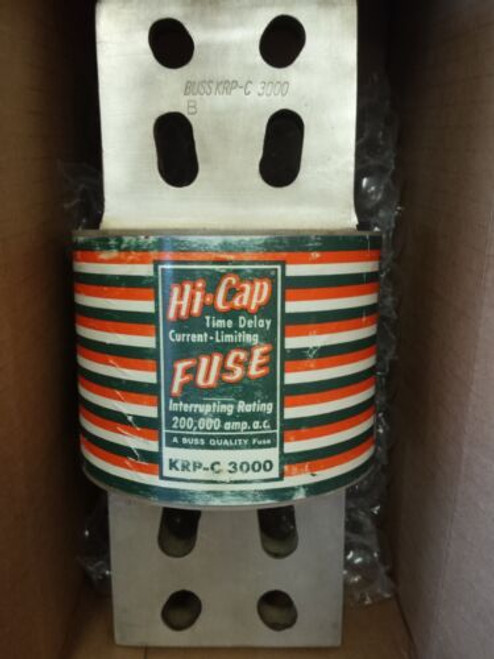 BUSS KRP-C 3000
B
Hi·Cap
Time Delay
Current-Limiting
FUSE
Interrupting Rating
200,000 amp. a.c.
A BUSS QUALITY Fuse
KRP-C 3000